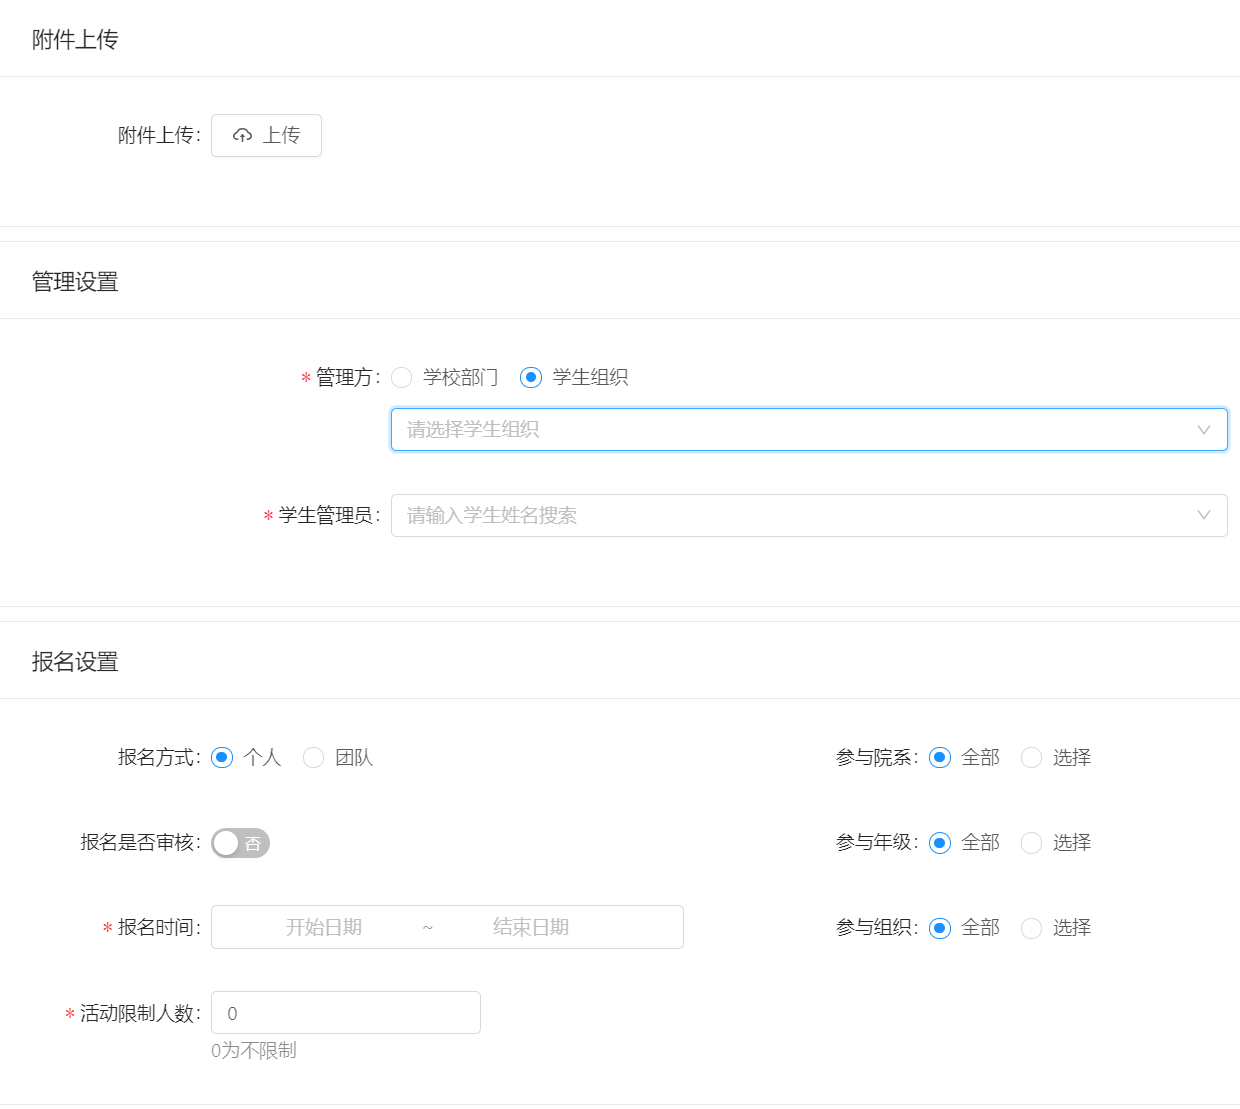 附件上传
附件上传: 上传
管理设置
* 管理方: 学校部门 学生组织
请选择学生组织
* 学生管理员: 请输入学生姓名搜索
报名设置
报名方式: 个人 团队 参与院系: 全部 选择
报名是否审核: 否 参与年级: 全部 选择
* 报名时间: 开始日期 ~ 结束日期 参与组织: 全部 选择
* 活动限制人数: 0
0为不限制